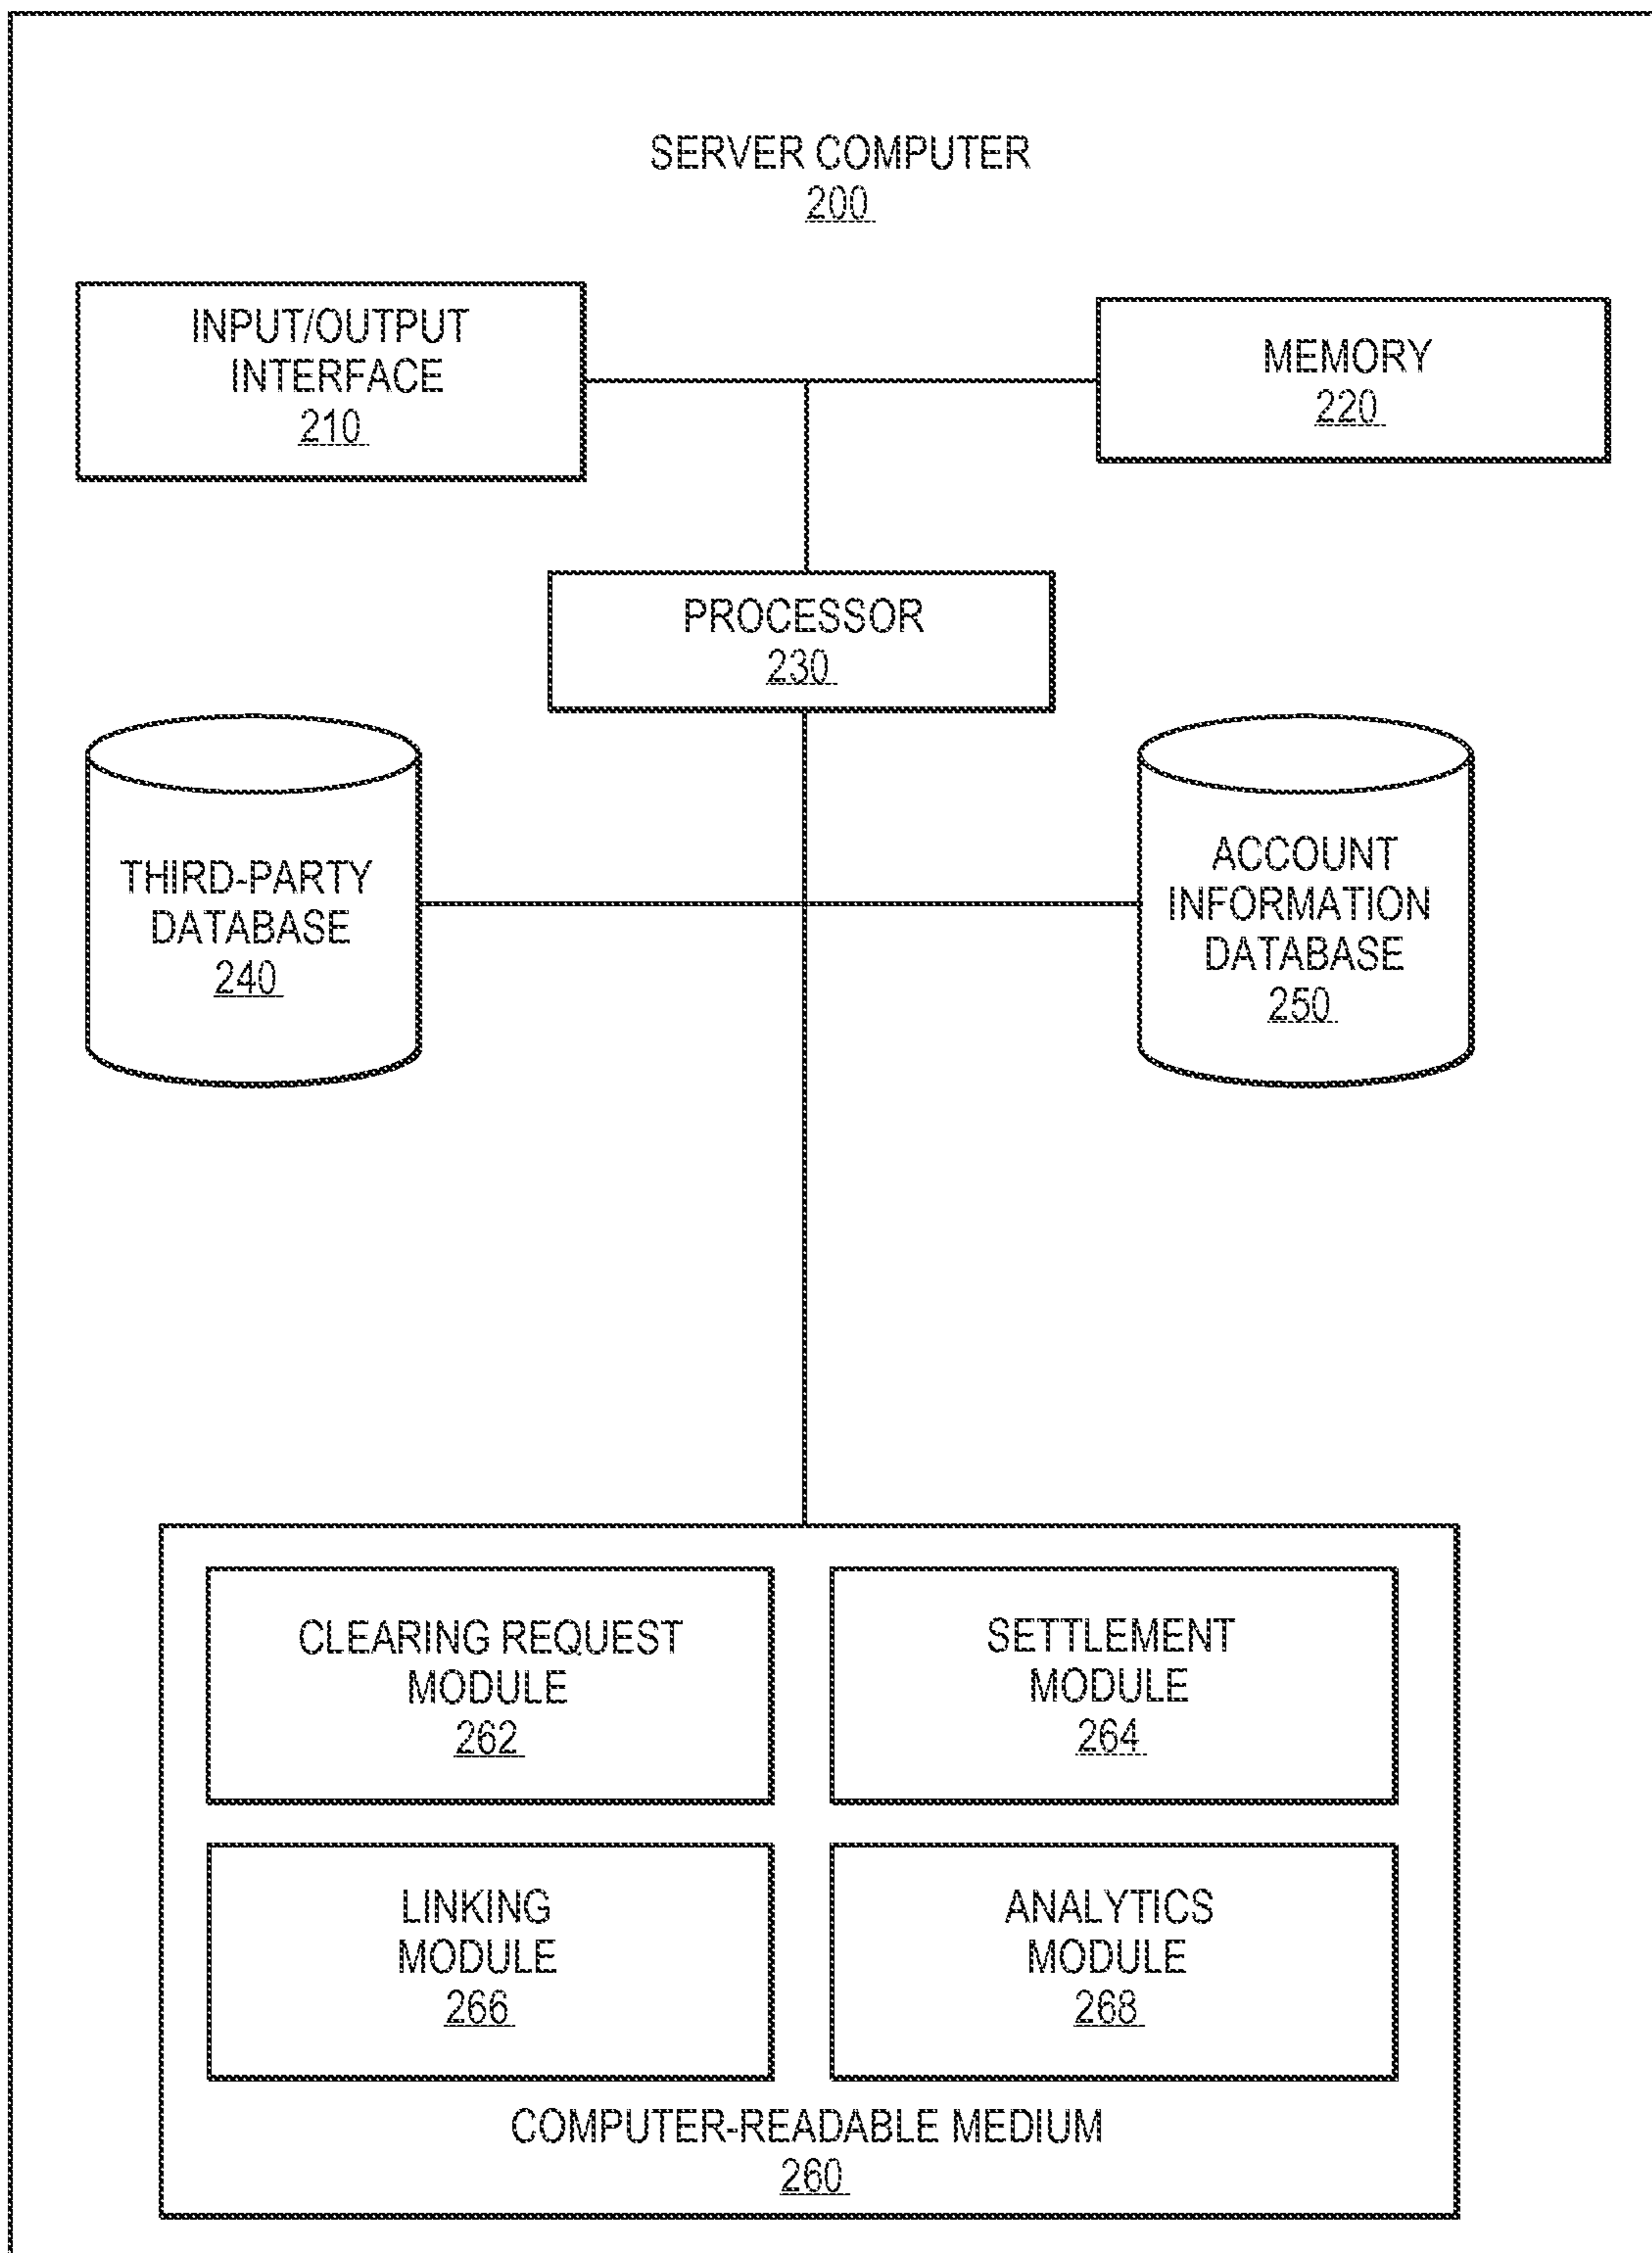 SERVER COMPUTER
200
INPUT/OUTPUT
INTERFACE
210
MEMORY
220
PROCESSOR
230
THIRD-PARTY
DATABASE
240
ACCOUNT
INFORMATION
DATABASE
250
CLEARING REQUEST
MODULE
262
SETTLEMENT
MODULE
264
LINKING
MODULE
266
ANALYTICS
MODULE
268
COMPUTER-READABLE MEDIUM
260